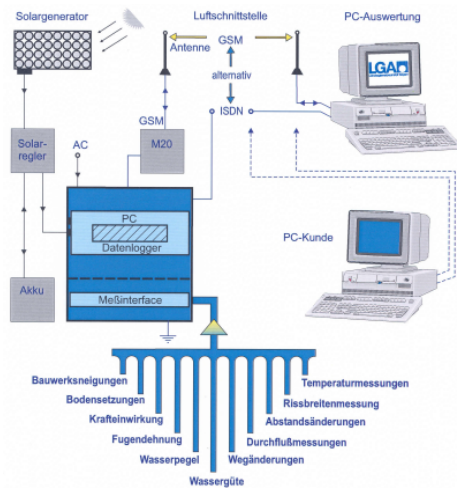 Solargenerator
Luftschnittstelle
PC-Auswertung
Antenne
GSM
alternativ
ISDN
LGA
GSM
M20
AC
Solar-
regler
PC
Datenlogger
PC-Kunde
Akku
Meßinterface
Bauwerksneigungen
Bodensetzungen
Krafteinwirkung
Fugendehnung
Wasserpegel
Wassergüte
Wegänderungen
Durchflußmessungen
Abstandsänderungen
Rissbreitenmessung
Temperaturmessungen